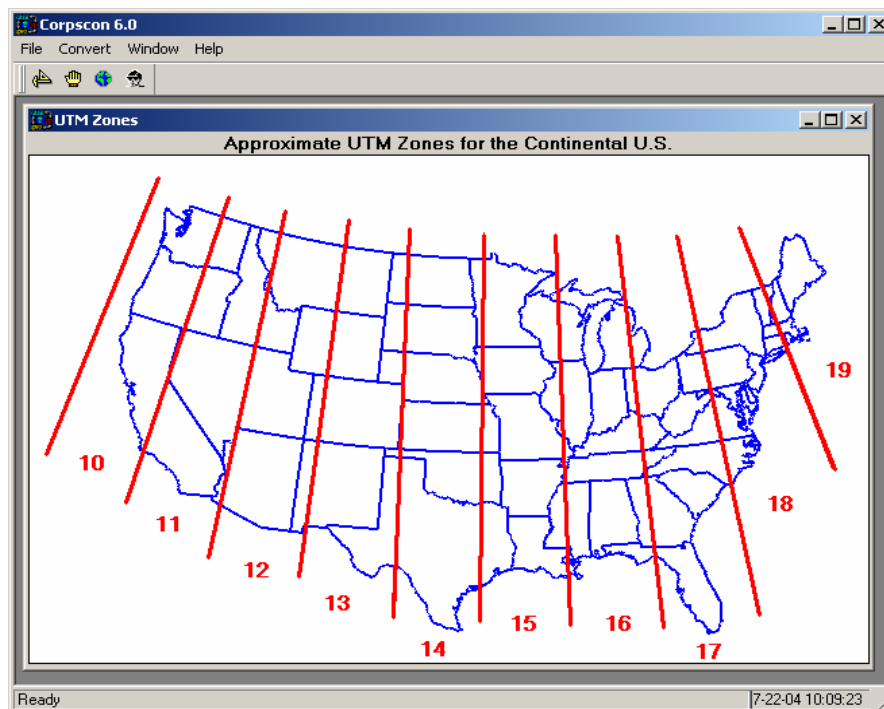 Corpscon 6.0
File Convert Window Help
UTM Zones
Approximate UTM Zones for the Continental U.S.
10
11
12
13
14
15
16
17
18
19
Ready
7-22-04 10:09:23